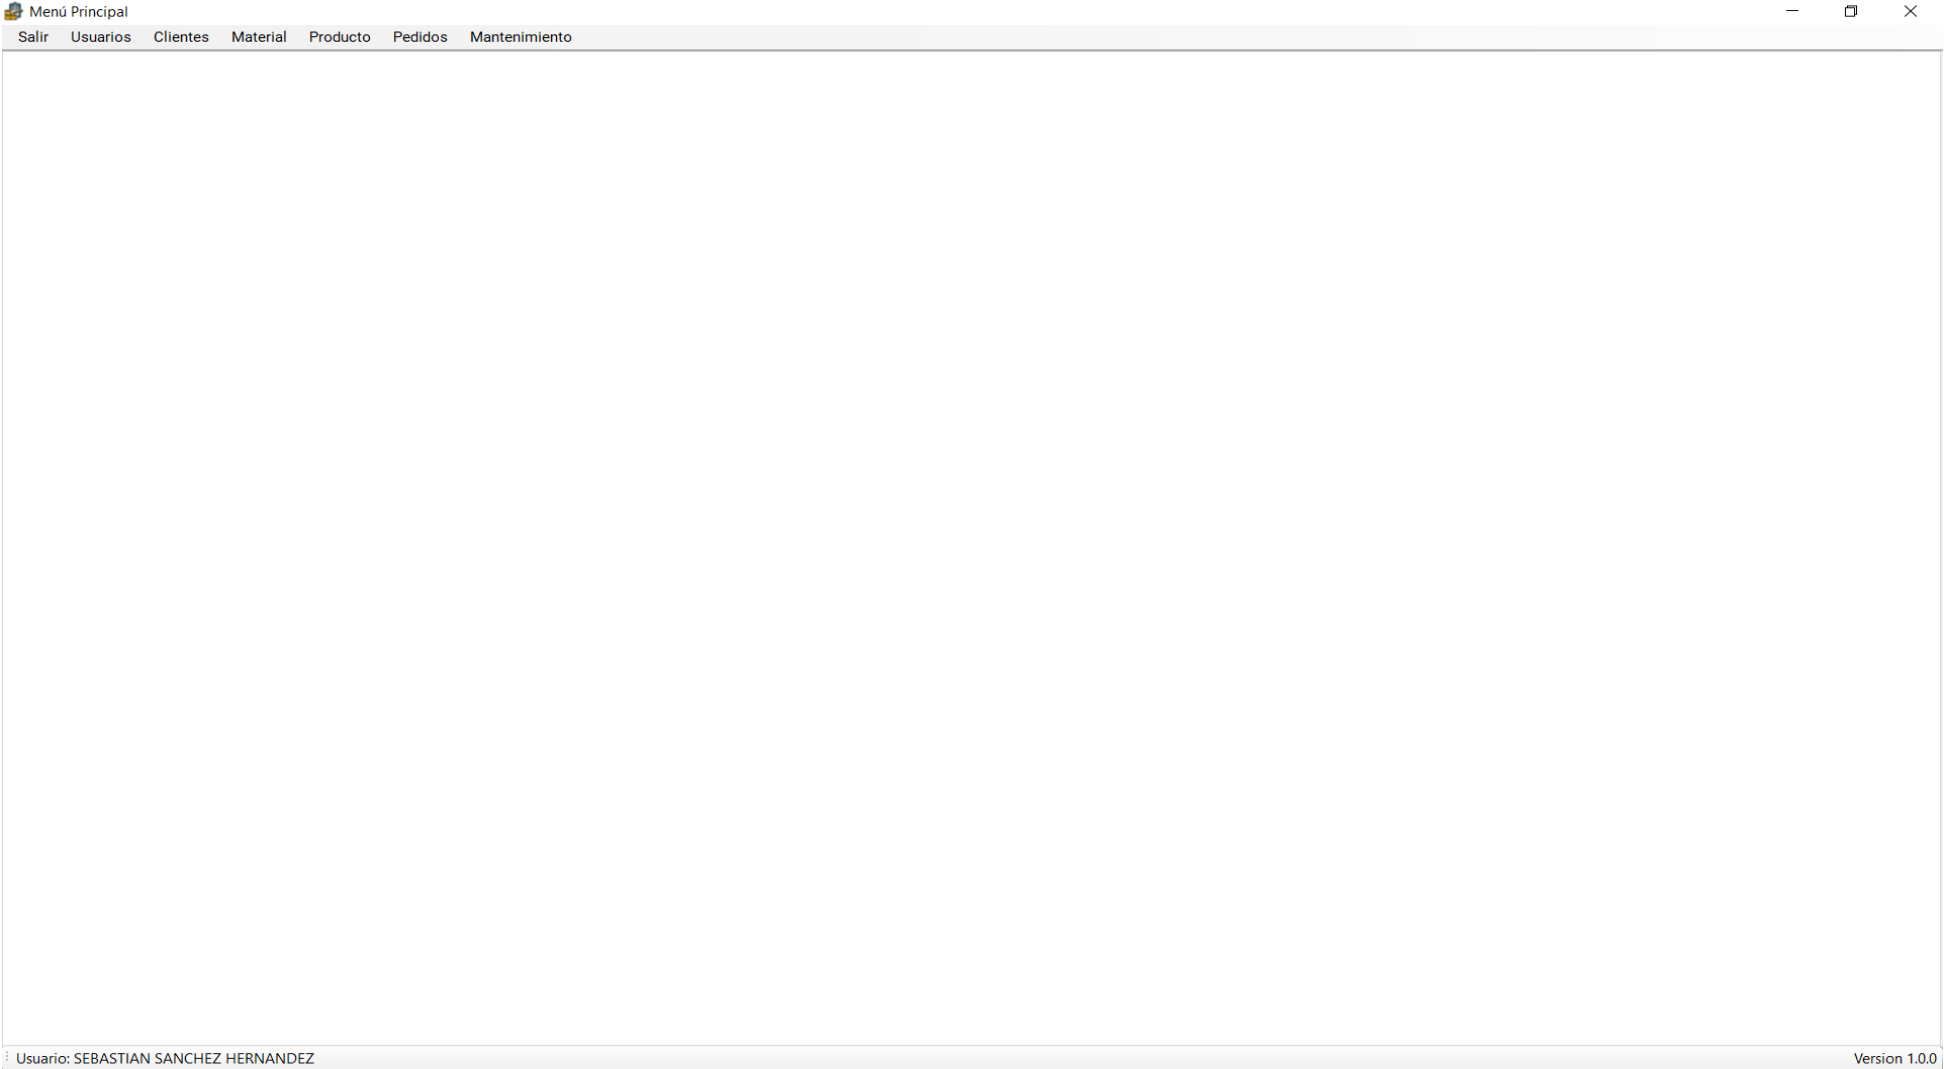 Menú Principal
Salir Usuarios Clientes Material Producto Pedidos Mantenimiento
Usuario: SEBASTIAN SANCHEZ HERNANDEZ Version 1.0.0